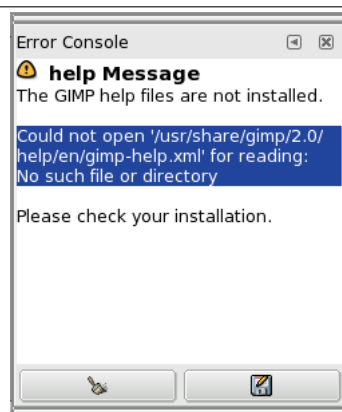 Error Console
help Message
The GIMP help files are not installed.
Could not open '/usr/share/gimp/2.0/
help/en/gimp-help.xml' for reading:
No such file or directory
Please check your installation.